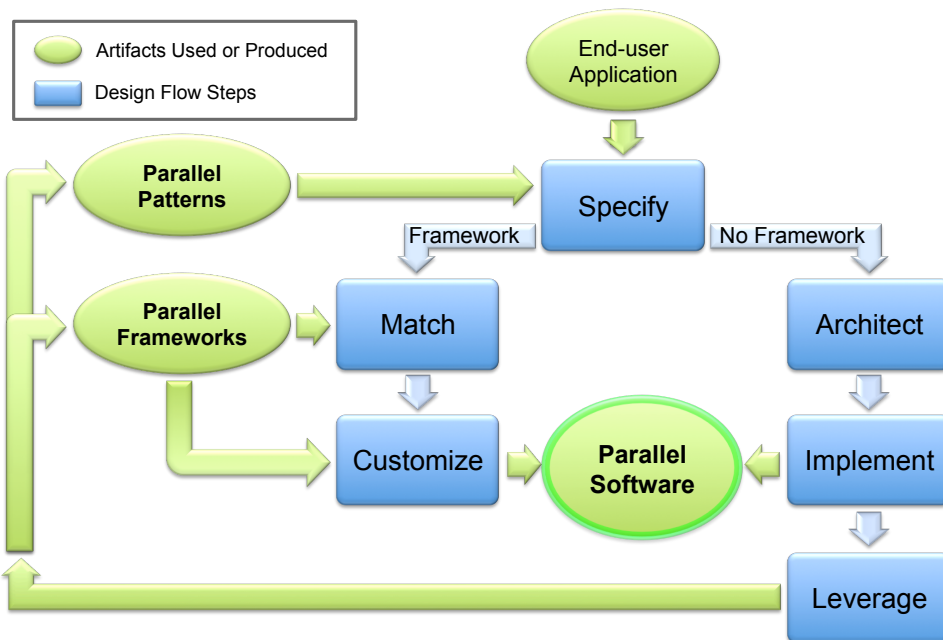 Artifacts Used or Produced
Design Flow Steps
End-user
Application
Parallel
Patterns
Specify
Framework
No Framework
Parallel
Frameworks
Match
Architect
Customize
Parallel
Software
Implement
Leverage